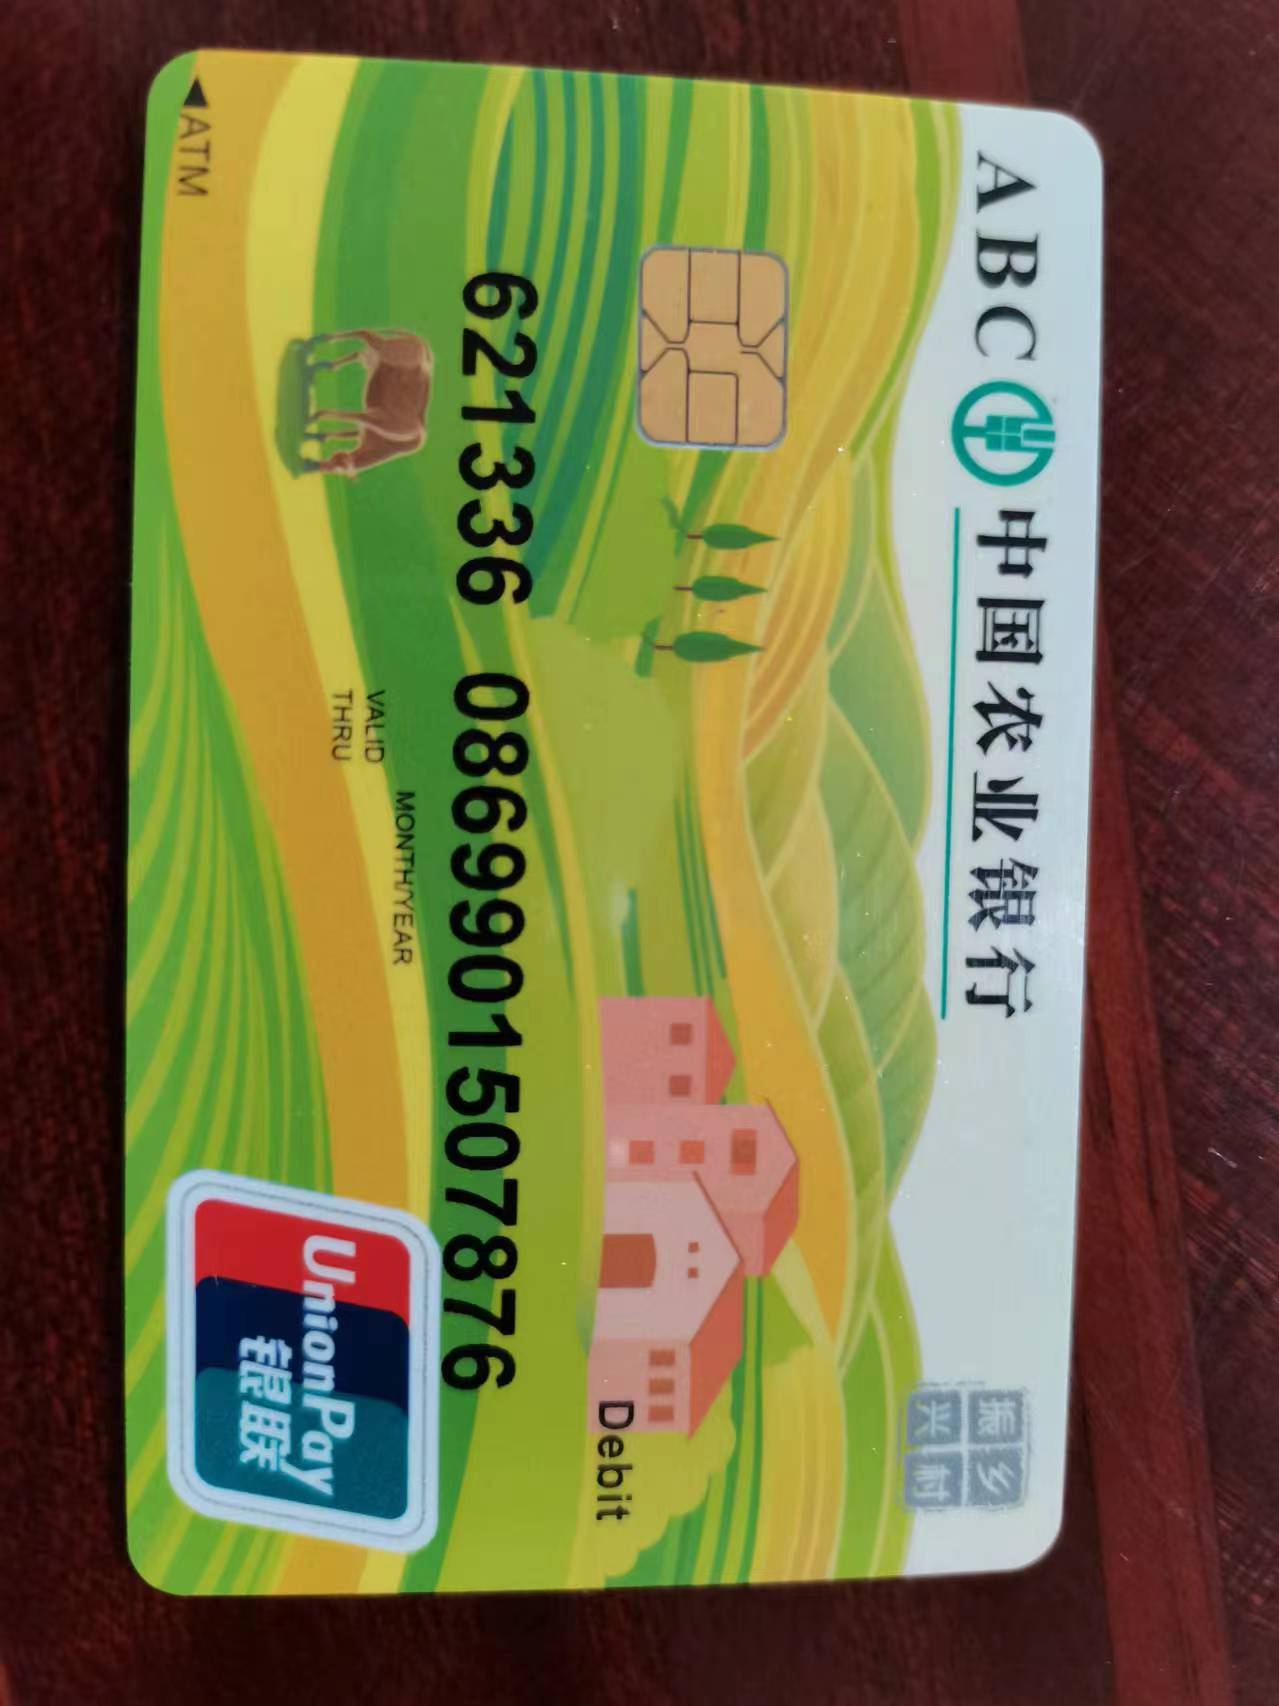 ABC 中国农业银行
振兴
乡村
621336 0869901507876
Debit
MONTH/YEAR
VALID
THRU
ATM
UnionPay
银联